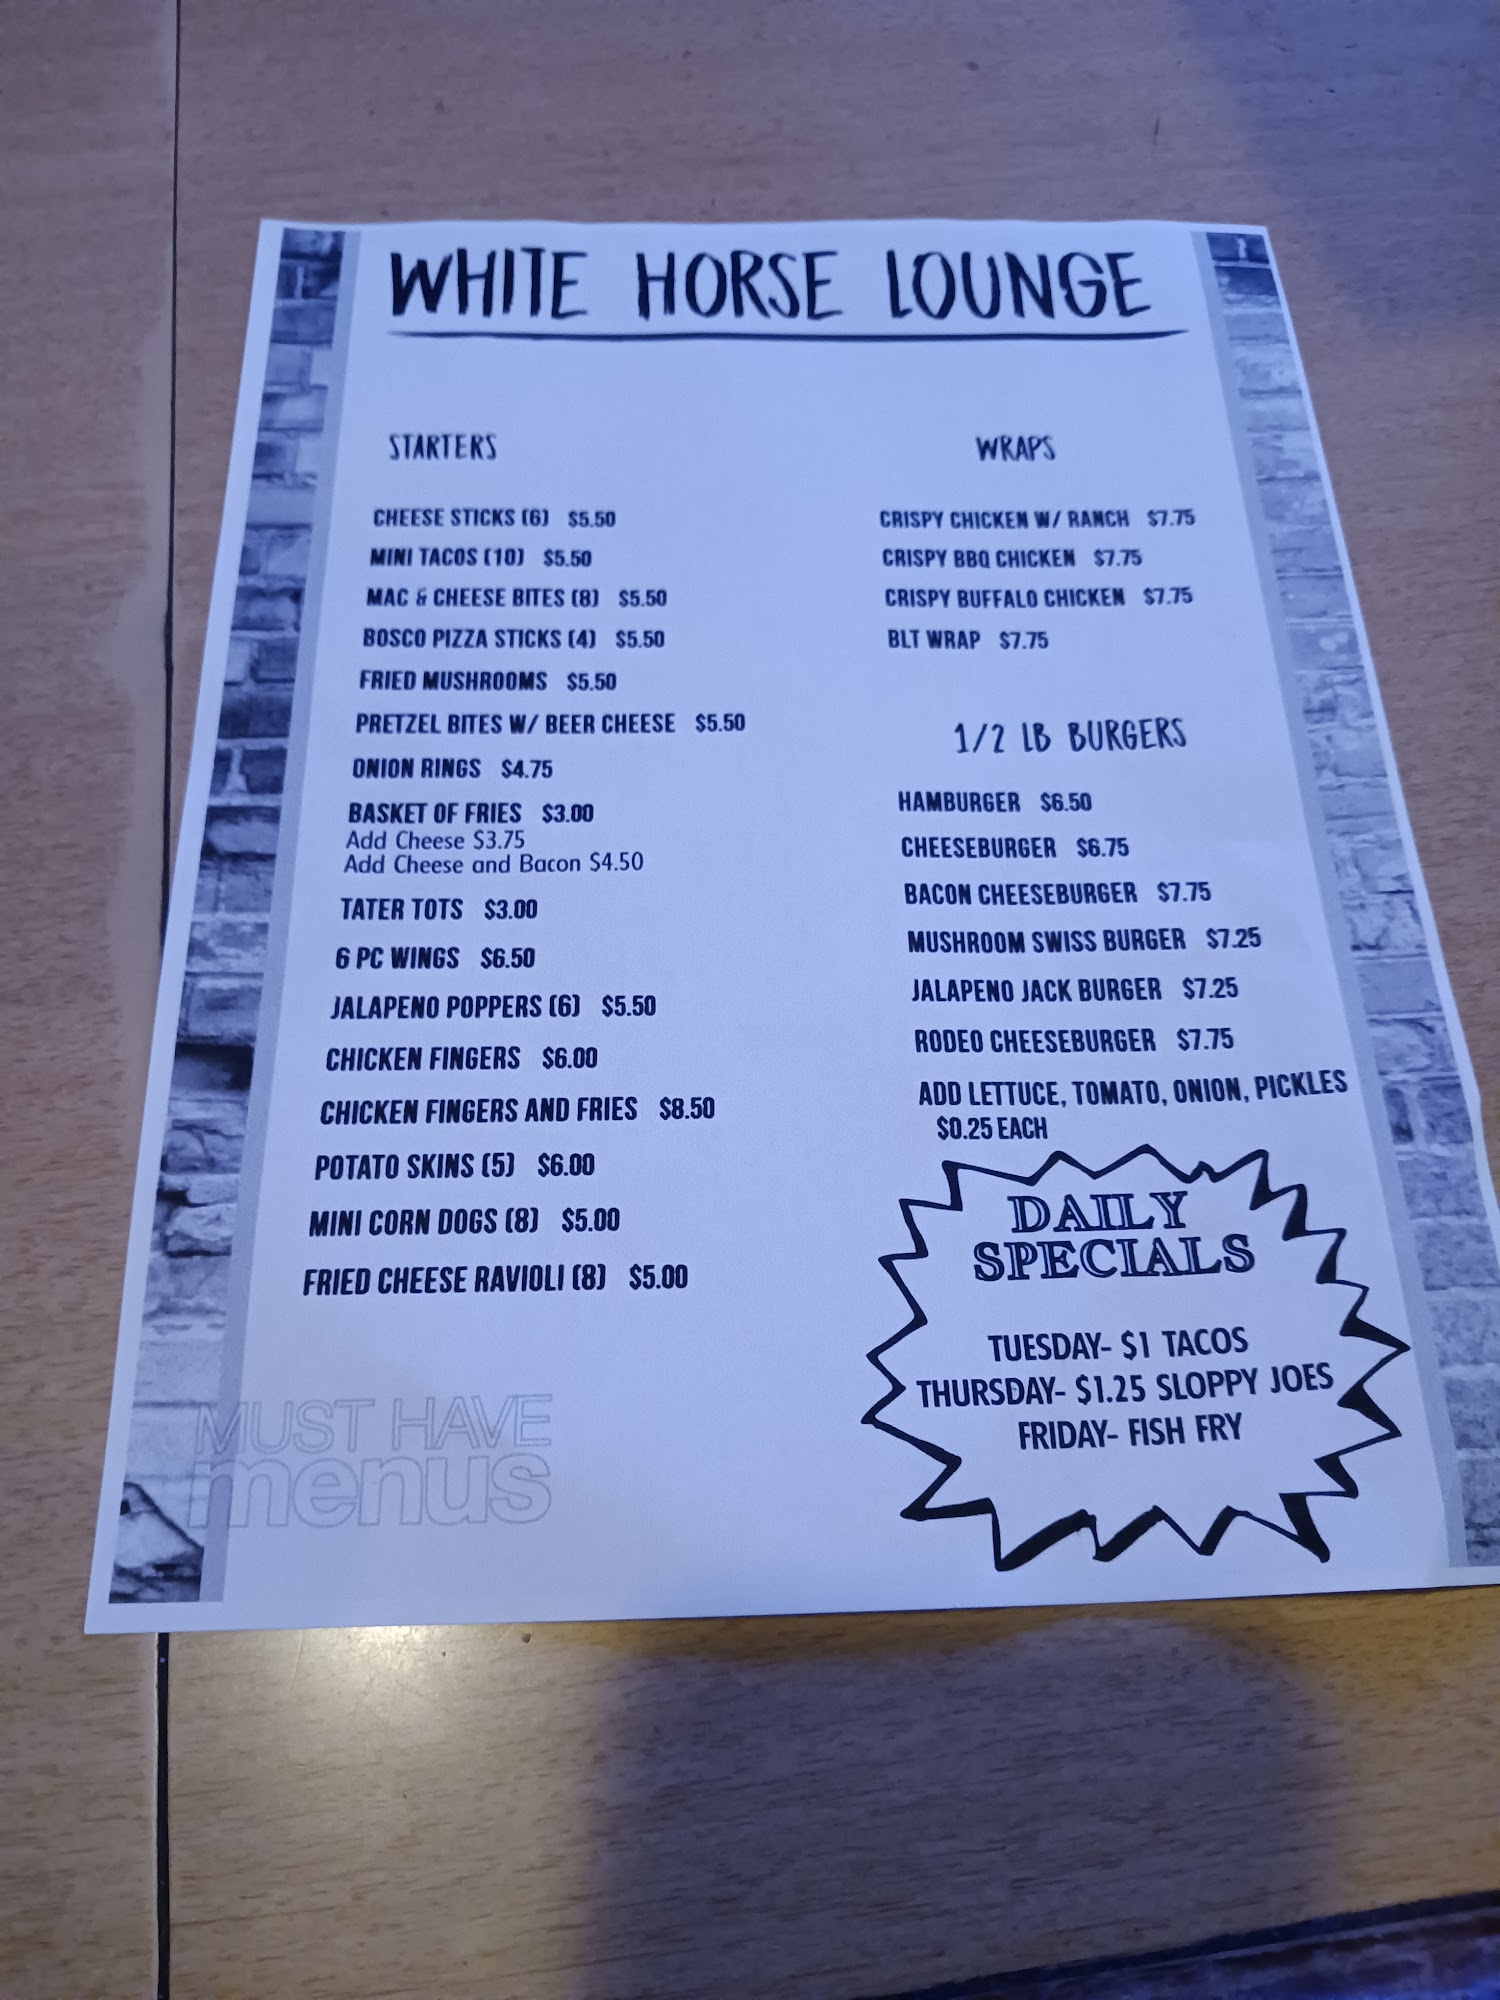 WHITE HORSE LOUNGE
STARTERS
CHEESE STICKS (6) $5.50
MINI TACOS (10) $5.50
MAC & CHEESE BITES (8) $5.50
BOSCO PIZZA STICKS (4) $5.50
FRIED MUSHROOMS $5.50
PRETZEL BITES W/ BEER CHEESE $5.50
ONION RINGS $4.75
BASKET OF FRIES $3.00
Add Cheese $3.75
Add Cheese and Bacon $4.50
TATER TOTS $3.00
6 PC WINGS $6.50
JALAPENO POPPERS (6) $5.50
CHICKEN FINGERS $6.00
CHICKEN FINGERS AND FRIES $8.50
POTATO SKINS (5) $6.00
MINI CORN DOGS (8) $5.00
FRIED CHEESE RAVIOLI (8) $5.00
MUST HAVE
menus
WRAPS
CRISPY CHICKEN W/ RANCH $7.75
CRISPY BBQ CHICKEN $7.75
CRISPY BUFFALO CHICKEN $7.75
BLT WRAP $7.75
1/2 LB BURGERS
HAMBURGER $6.50
CHEESEBURGER $6.75
BACON CHEESEBURGER $7.75
MUSHROOM SWISS BURGER $7.25
JALAPENO JACK BURGER $7.25
RODEO CHEESEBURGER $7.75
ADD LETTUCE, TOMATO, ONION, PICKLES
$0.25 EACH
DAILY
SPECIALS
TUESDAY- $1 TACOS
THURSDAY- $1.25 SLOPPY JOES
FRIDAY- FISH FRY